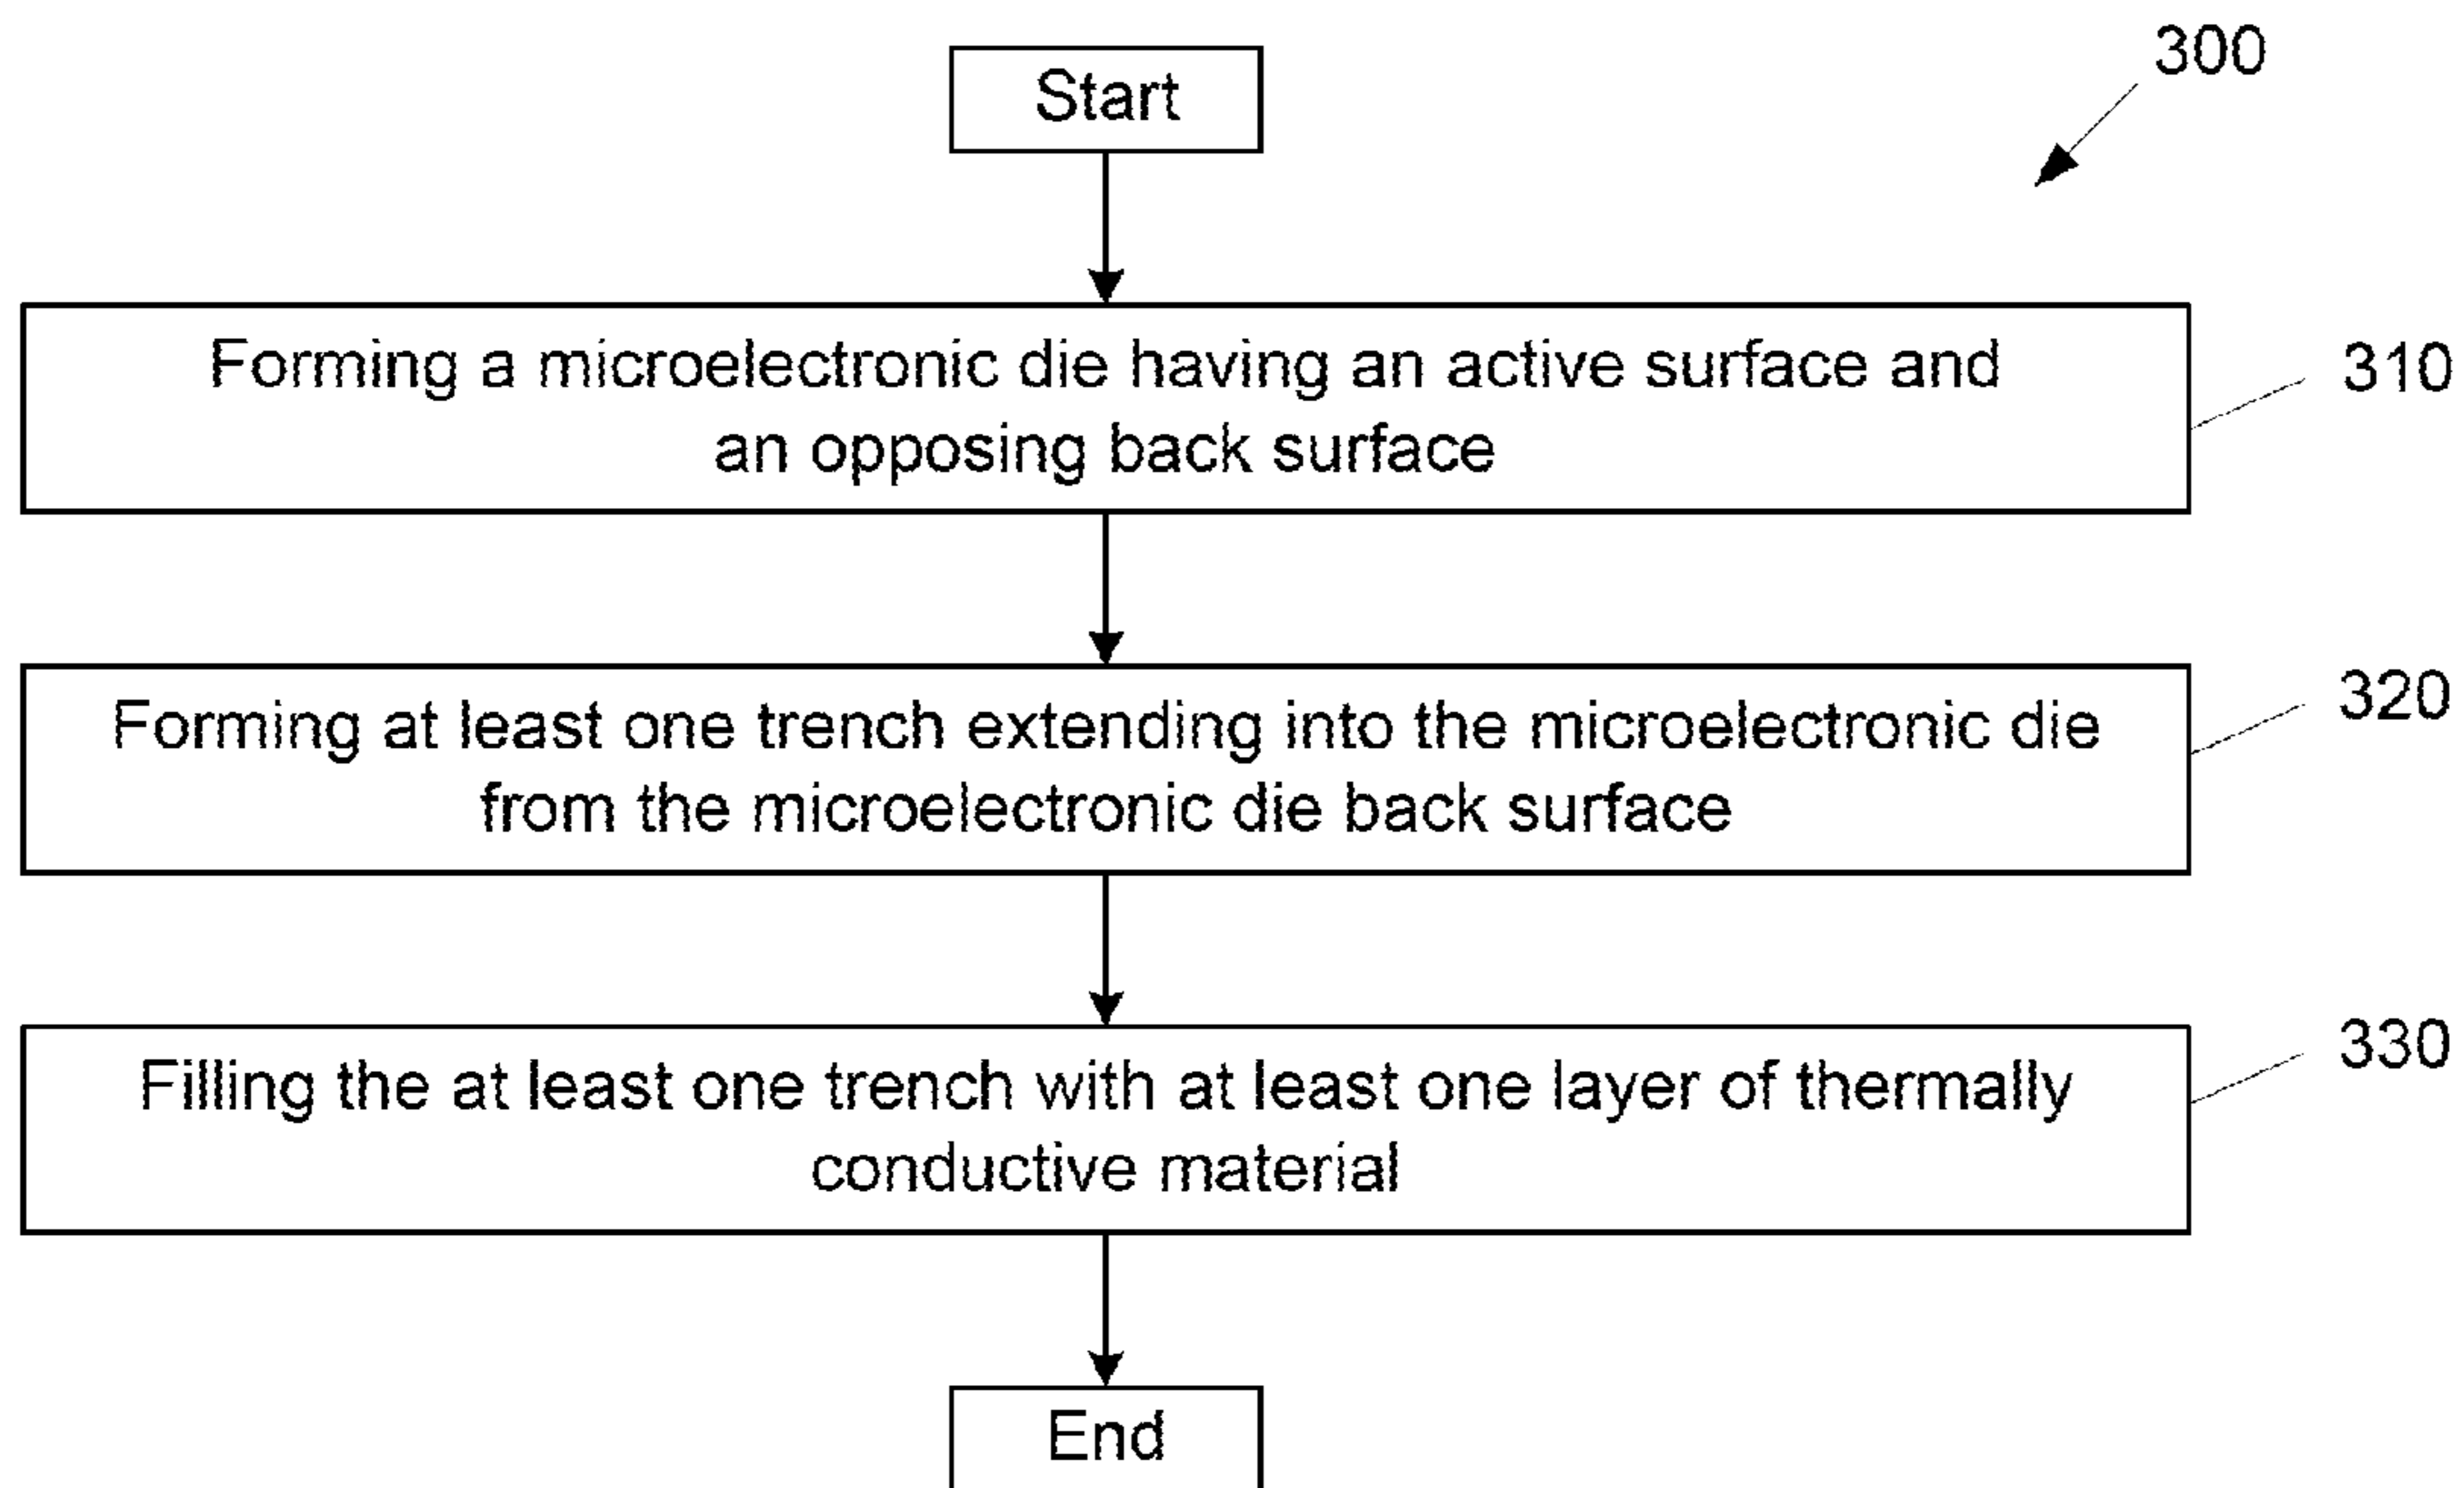 300
Start
Forming a microelectronic die having an active surface and
an opposing back surface
310
Forming at least one trench extending into the microelectronic die
from the microelectronic die back surface
320
Filling the at least one trench with at least one layer of thermally
conductive material
330
End